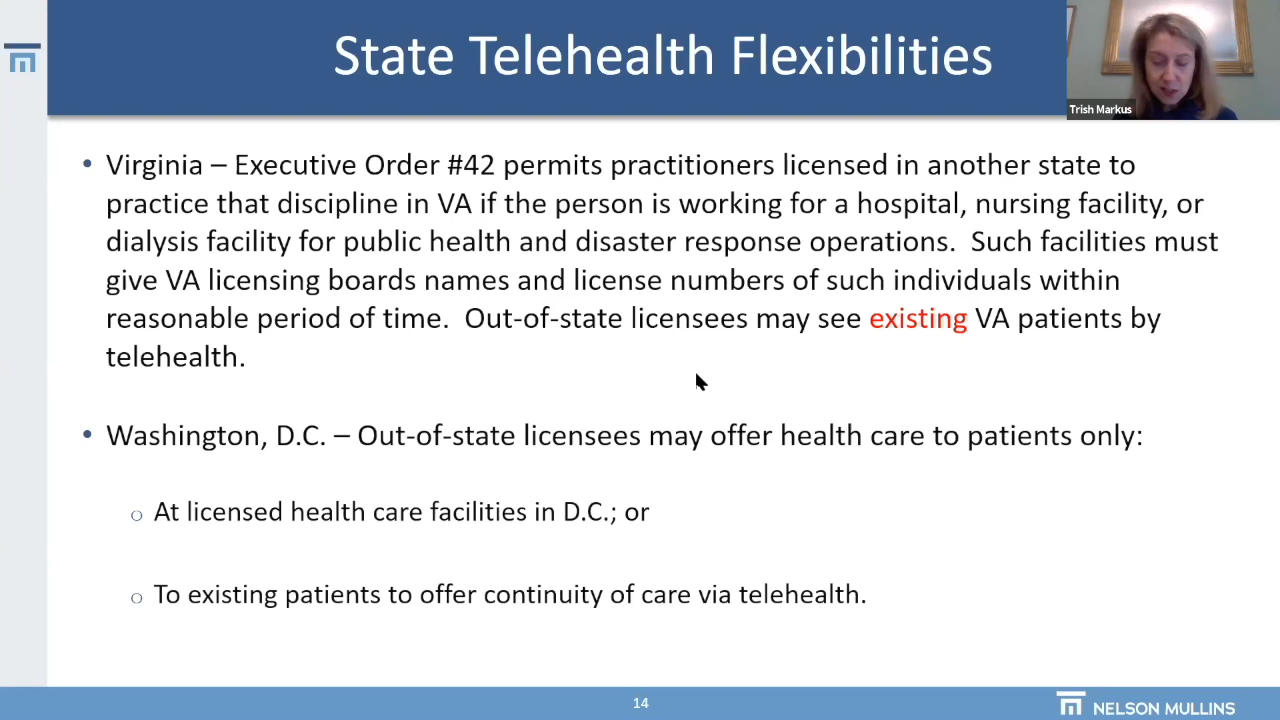 State Telehealth Flexibilities
Trish Markus
• Virginia – Executive Order #42 permits practitioners licensed in another state to
practice that discipline in VA if the person is working for a hospital, nursing facility, or
dialysis facility for public health and disaster response operations.  Such facilities must
give VA licensing boards names and license numbers of such individuals within
reasonable period of time.  Out-of-state licensees may see existing VA patients by
telehealth.
• Washington, D.C. – Out-of-state licensees may offer health care to patients only:
○ At licensed health care facilities in D.C.; or
○ To existing patients to offer continuity of care via telehealth.
14
NELSON MULLINS